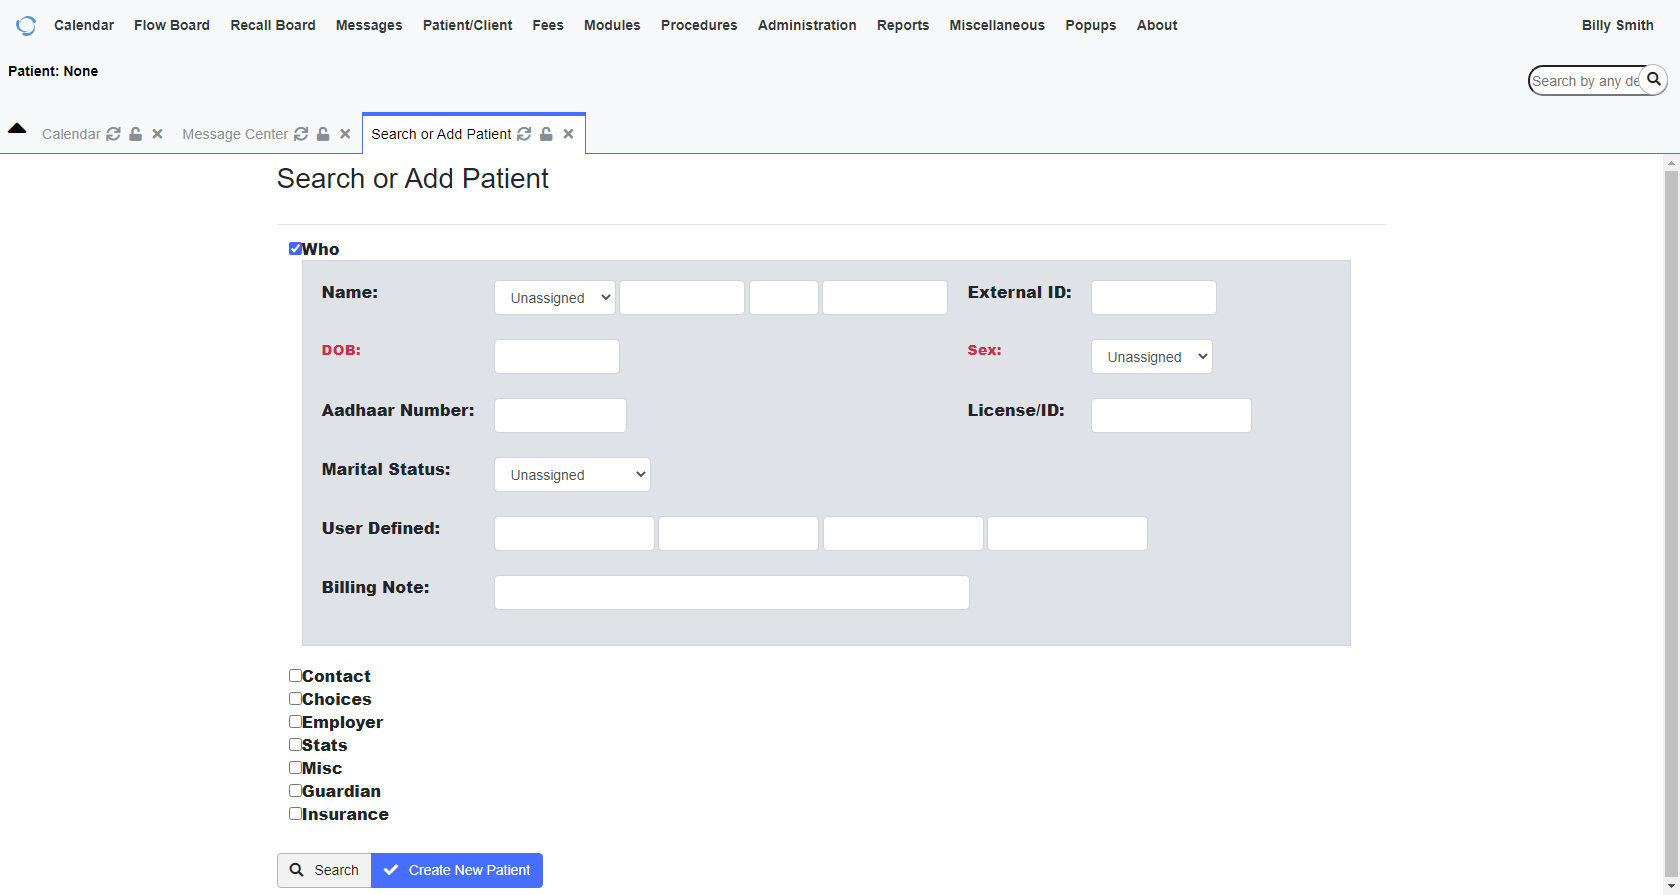 Calendar Flow Board Recall Board Messages Patient/Client Fees Modules Procedures Administration Reports Miscellaneous Popups About Billy Smith
Patient: None
Search by any de
Calendar Message Center Search or Add Patient
Search or Add Patient
Who
Name: Unassigned External ID:
DOB: Sex: Unassigned
Aadhaar Number: License/ID:
Marital Status: Unassigned
User Defined:
Billing Note:
Contact
Choices
Employer
Stats
Misc
Guardian
Insurance
Search Create New Patient